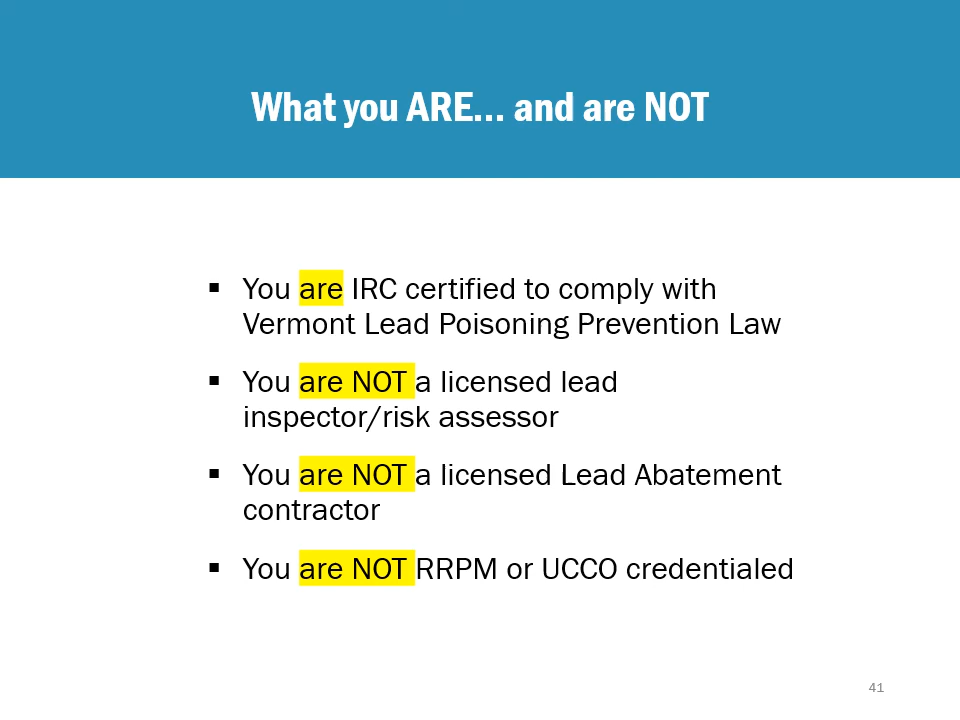 What you ARE... and are NOT
▪ You are IRC certified to comply with
Vermont Lead Poisoning Prevention Law
▪ You are NOT a licensed lead
inspector/risk assessor
▪ You are NOT a licensed Lead Abatement
contractor
▪ You are NOT RRPM or UCCO credentialed
41